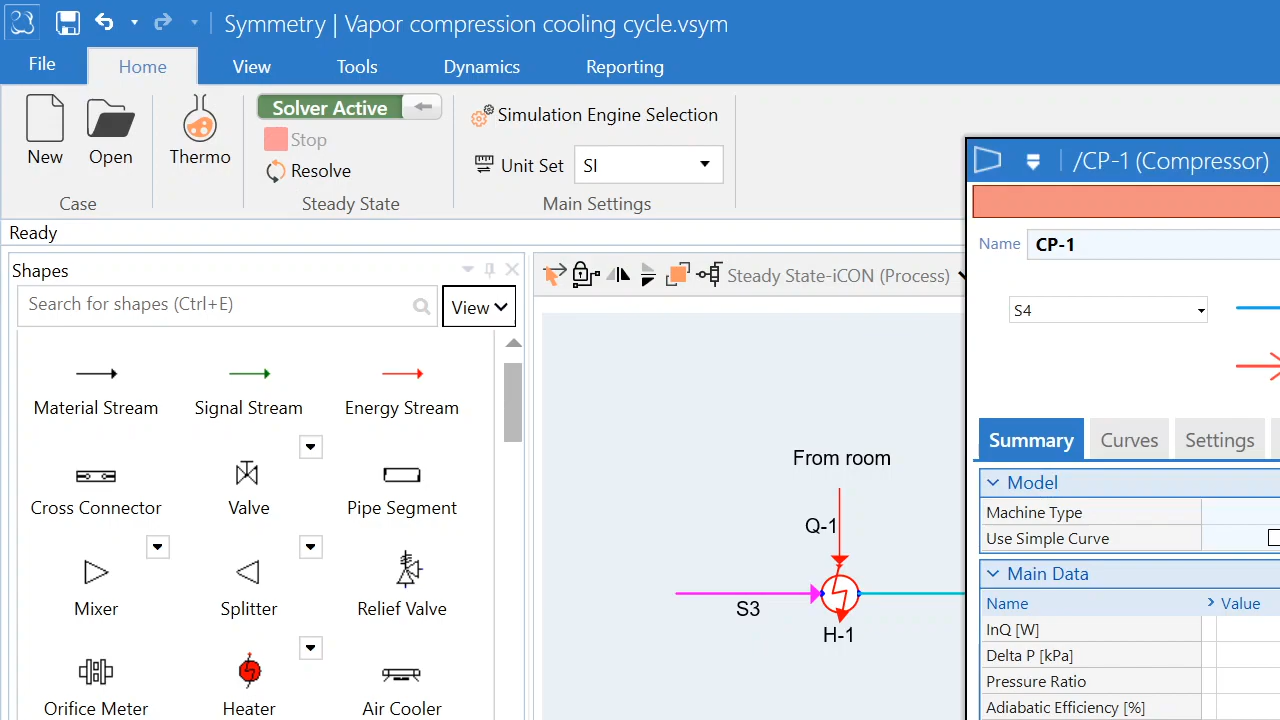 Symmetry | Vapor compression cooling cycle.vsym
File Home View Tools Dynamics Reporting
New Open Thermo
Case
Solver Active
Stop
Resolve
Steady State
Simulation Engine Selection
Unit Set SI
Main Settings
Ready
Shapes
Search for shapes (Ctrl+E)
View
Material Stream Signal Stream Energy Stream
Cross Connector Valve Pipe Segment
Mixer Splitter Relief Valve
Orifice Meter Heater Air Cooler
Steady State-iCON (Process)
From room
Q-1
S3
H-1
/CP-1 (Compressor)
Name CP-1
S4
Summary Curves Settings
Model
Machine Type
Use Simple Curve
Main Data
Name > Value
InQ [W]
Delta P [kPa]
Pressure Ratio
Adiabatic Efficiency [%]